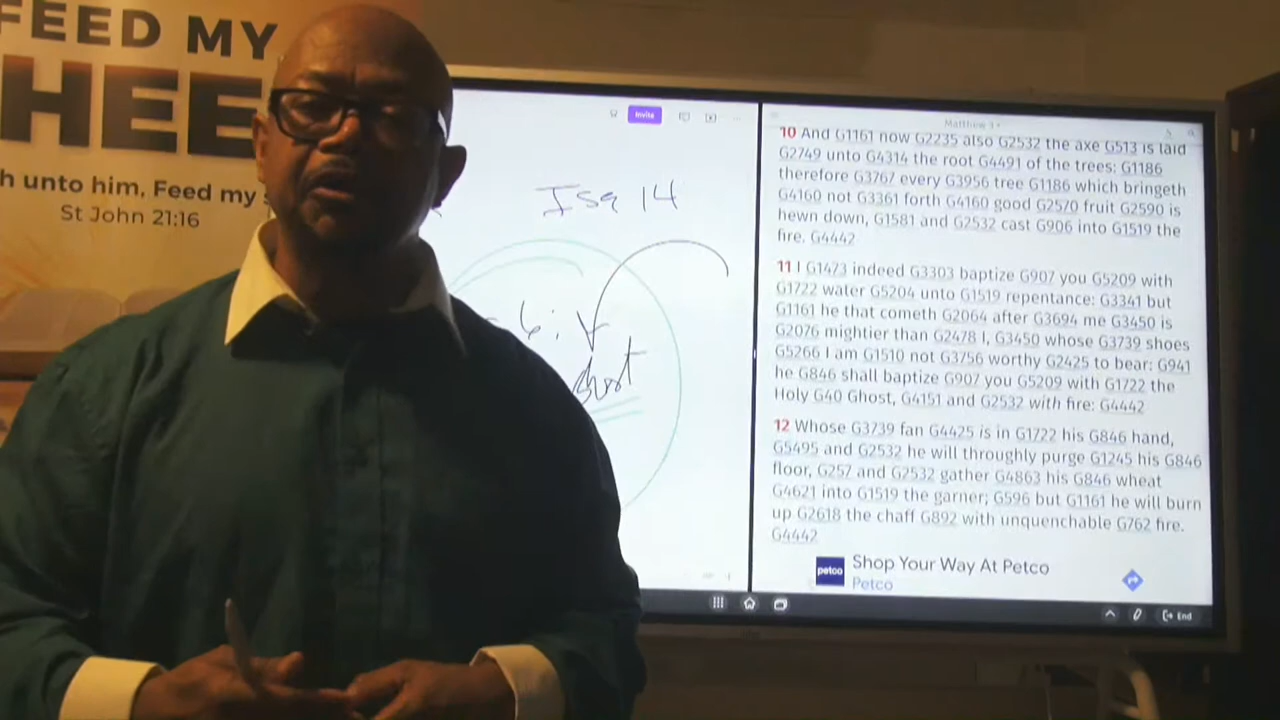 FEED MY
HEE
h unto him, Feed my s
St John 21:16
Invite
Isa 14
6:
Ghost
Matthew 3
10 And G1161 now G2235 also G2532 the axe G513 is laid
G2749 unto G4314 the root G4491 of the trees: G1186
therefore G3767 every G3956 tree G1186 which bringeth
G4160 not G3361 forth G4160 good G2570 fruit G2590 is
hewn down, G1581 and G2532 cast G906 into G1519 the
fire. G4442
11 I G1473 indeed G3303 baptize G907 you G5209 with
G1722 water G5204 unto G1519 repentance: G3341 but
G1161 he that cometh G2064 after G3694 me G3450 is
G2076 mightier than G2478 I, G3450 whose G3739 shoes
G5266 I am G1510 not G3756 worthy G2425 to bear: G941
he G846 shall baptize G907 you G5209 with G1722 the
Holy G40 Ghost, G4151 and G2532 with fire: G4442
12 Whose G3739 fan G4425 is in G1722 his G846 hand,
G5495 and G2532 he will throughly purge G1245 his G846
floor, G257 and G2532 gather G4863 his G846 wheat
G4621 into G1519 the garner; G596 but G1161 he will burn
up G2618 the chaff G892 with unquenchable G762 fire.
G4442
petco
Shop Your Way At Petco
Petco
End